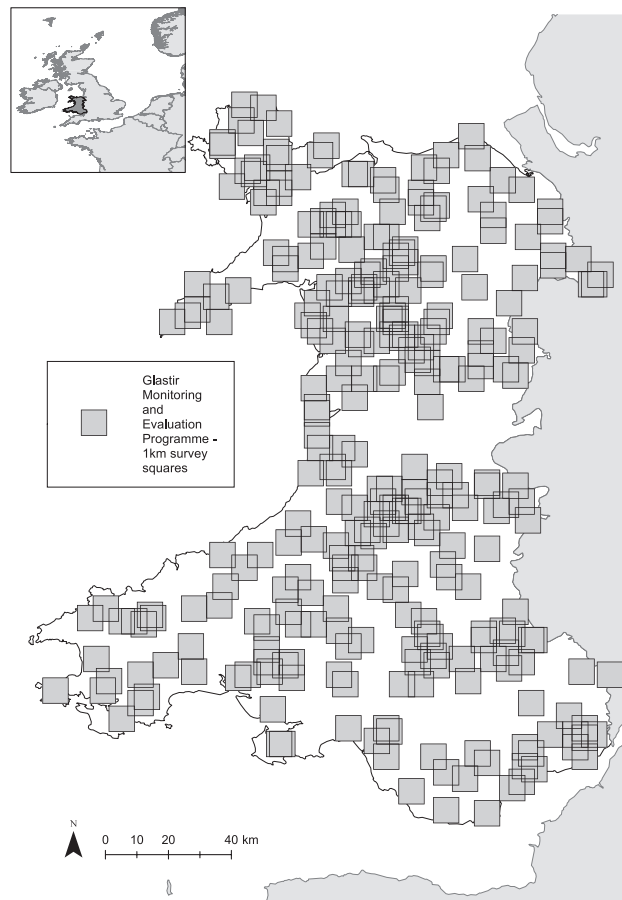 Glastir
Monitoring
and
Evaluation
Programme -
1km survey
squares
N
0 10 20 40 km